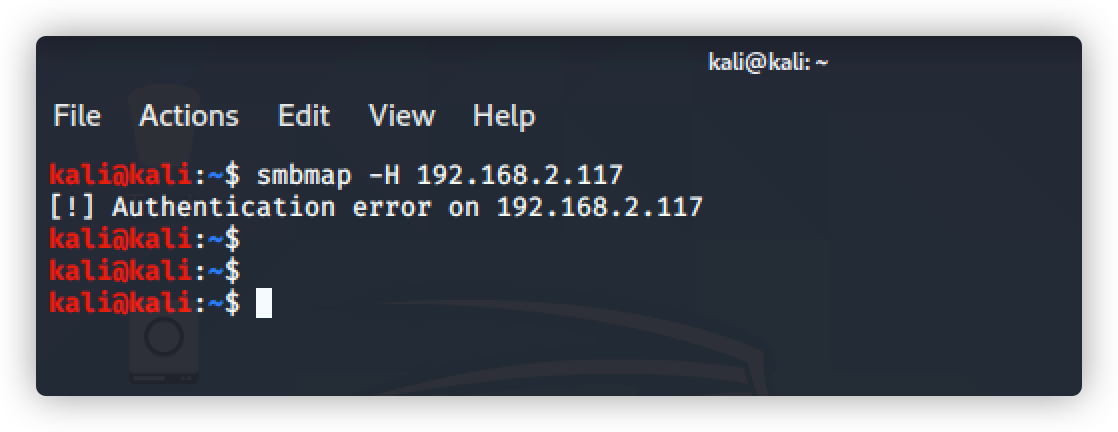 kali@kali: ~
File Actions Edit View Help
kali@kali:~$ smbmap -H 192.168.2.117
[!] Authentication error on 192.168.2.117
kali@kali:~$
kali@kali:~$
kali@kali:~$